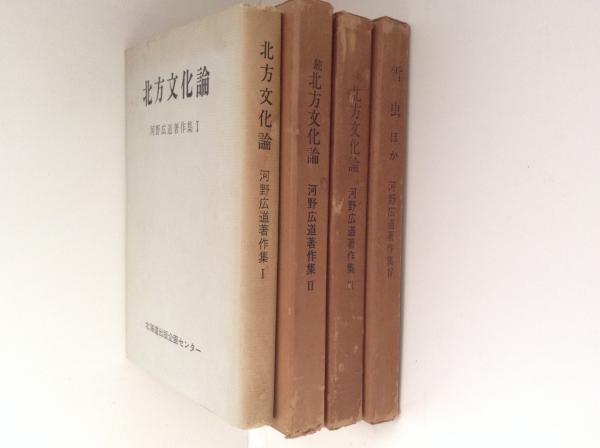 北方文化論
河野広道著作集 I
北海道出版企画センター
北方文化論 河野広道著作集 I
続 北方文化論 河野広道著作集 II
北方文化論 河野広道著作集
雪虫 ほか 河野広道著作集 IV